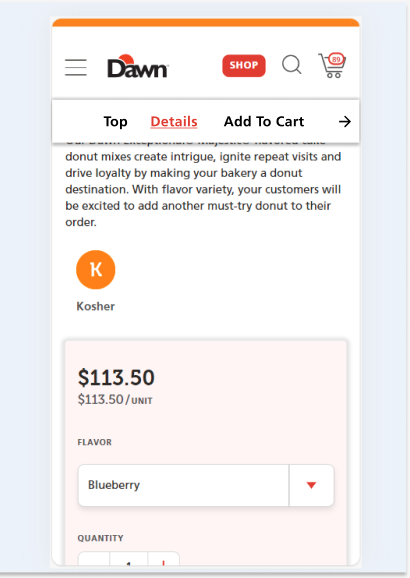 Dawn
SHOP
89
Top Details Add To Cart
donut mixes create intrigue, ignite repeat visits and
drive loyalty by making your bakery a donut
destination. With flavor variety, your customers will
be excited to add another must-try donut to their
order.
K
Kosher
$113.50
$113.50/UNIT
FLAVOR
Blueberry
QUANTITY
1